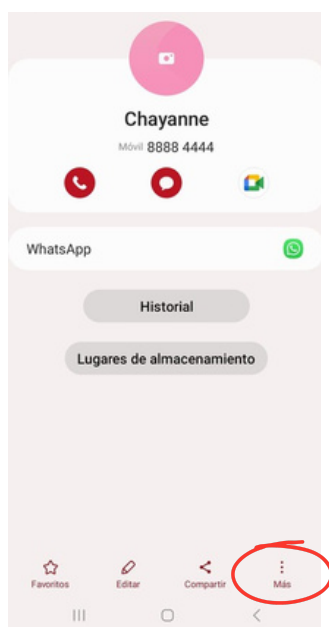 Chayanne
Móvil 8888 4444
WhatsApp
Historial
Lugares de almacenamiento
Favoritos Editar Compartir Más